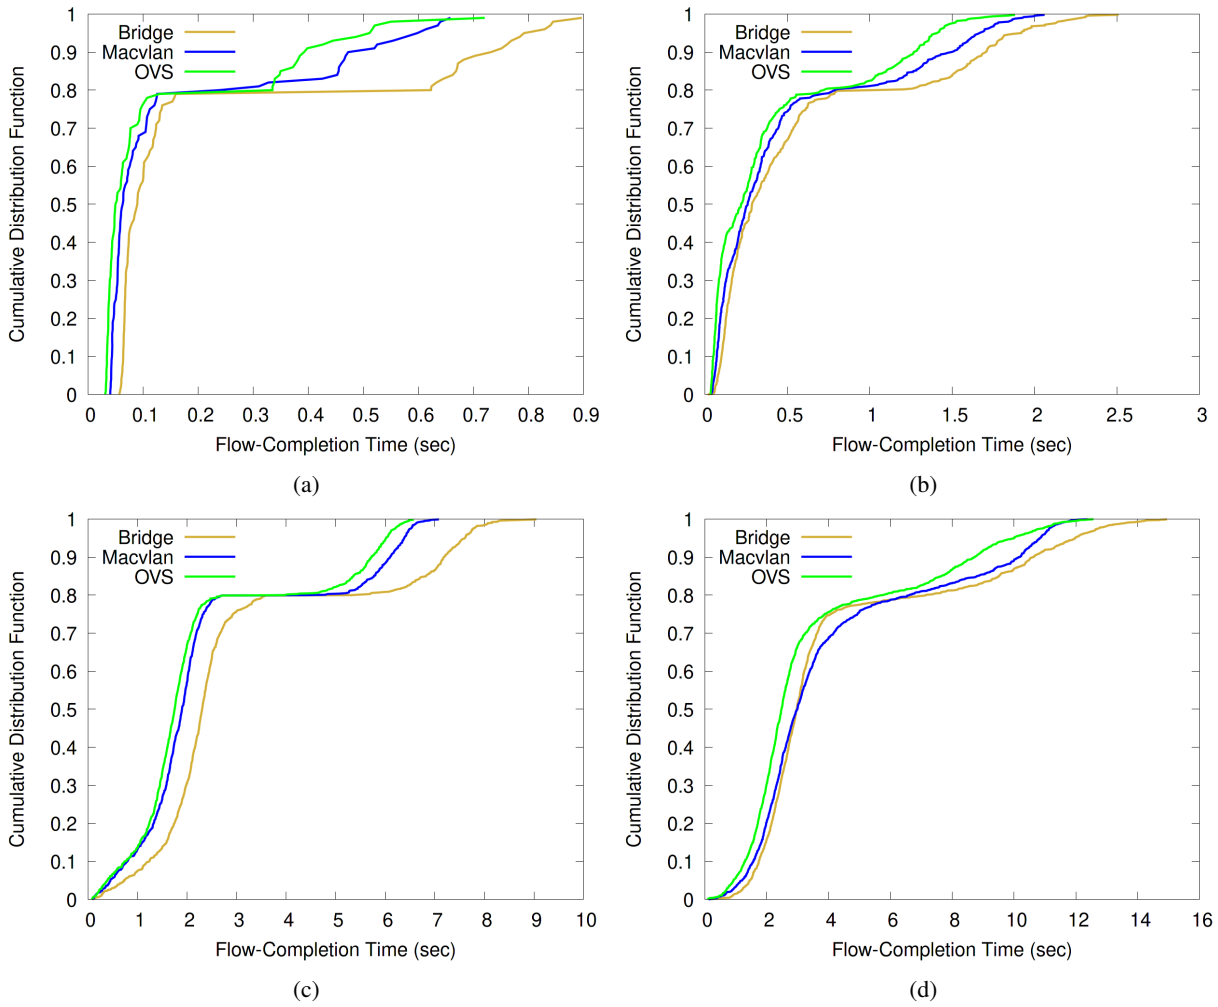 Cumulative Distribution Function
1
0.9
0.8
0.7
0.6
0.5
0.4
0.3
0.2
0.1
0
Bridge
Macvlan
OVS
0 0.1 0.2 0.3 0.4 0.5 0.6 0.7 0.8 0.9
Flow-Completion Time (sec)
(a)
Cumulative Distribution Function
1
0.9
0.8
0.7
0.6
0.5
0.4
0.3
0.2
0.1
0
Bridge
Macvlan
OVS
0 0.5 1 1.5 2 2.5 3
Flow-Completion Time (sec)
(b)
Cumulative Distribution Function
1
0.9
0.8
0.7
0.6
0.5
0.4
0.3
0.2
0.1
0
Bridge
Macvlan
OVS
0 1 2 3 4 5 6 7 8 9 10
Flow-Completion Time (sec)
(c)
Cumulative Distribution Function
1
0.9
0.8
0.7
0.6
0.5
0.4
0.3
0.2
0.1
0
Bridge
Macvlan
OVS
0 2 4 6 8 10 12 14 16
Flow-Completion Time (sec)
(d)